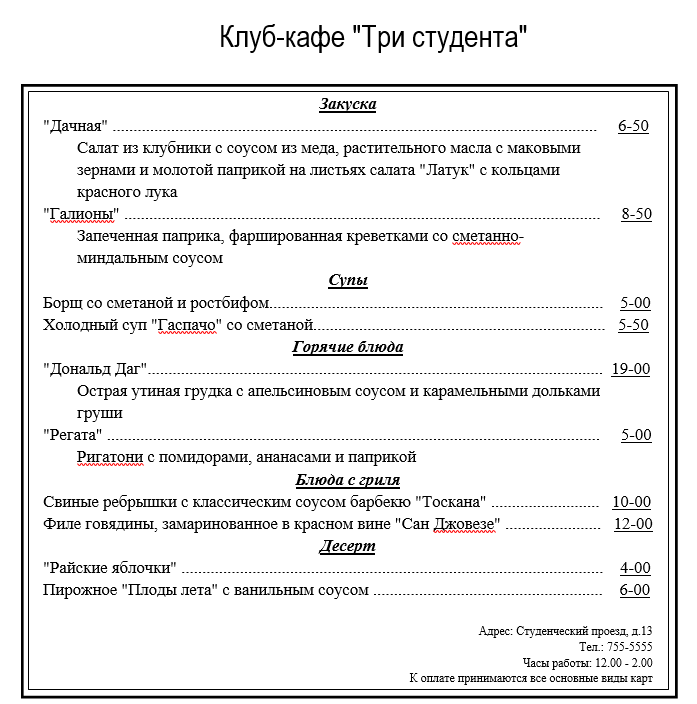 Клуб-кафе "Три студента"
Закуска
"Дачная" ........................................ 6-50
Салат из клубники с соусом из меда, растительного масла с маковыми
зернами и молотой паприкой на листьях салата "Латук" с кольцами
красного лука
"Галионы" ........................................ 8-50
Запеченная паприка, фаршированная креветками со сметанно-
миндальным соусом
Супы
Борщ со сметаной и ростбифом........................................ 5-00
Холодный суп "Гаспачо" со сметаной........................................ 5-50
Горячие блюда
"Дональд Даг"........................................ 19-00
Острая утиная грудка с апельсиновым соусом и карамельными дольками
груши
"Регата" ........................................ 5-00
Ригатони с помидорами, ананасами и паприкой
Блюда с гриля
Свиные ребрышки с классическим соусом барбекю "Тоскана" ........................... 10-00
Филе говядины, замаринованное в красном вине "Сан Джовезе" ........................ 12-00
Десерт
"Райские яблочки" ........................................ 4-00
Пирожное "Плоды лета" с ванильным соусом ........................................ 6-00
Адрес: Студенческий проезд, д.13
Тел.: 755-5555
Часы работы: 12.00 - 2.00
К оплате принимаются все основные виды карт